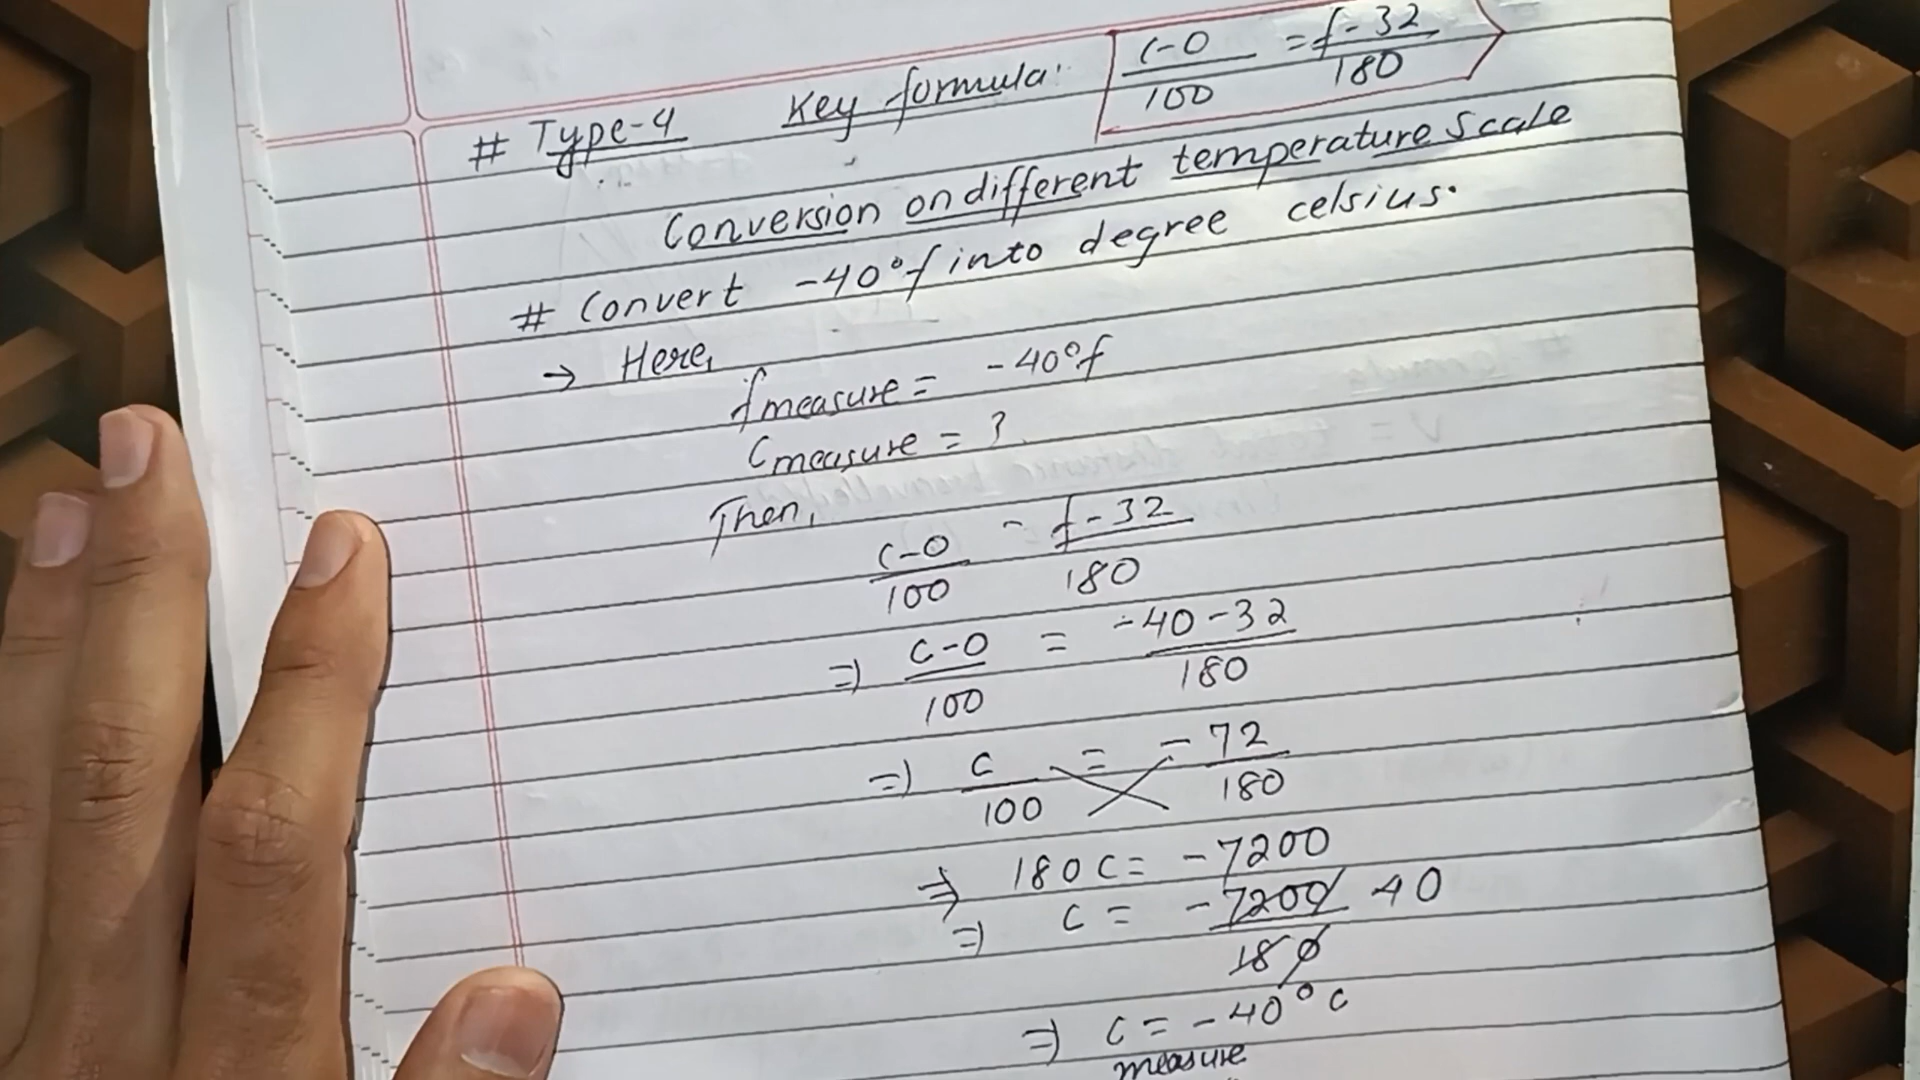 # Type-4 Key formula: C-0/100 = f-32/180
Conversion on different temperature scale
# Convert -40°f into degree celsius.
→ Here,
f measure = -40°f
C measure = ?
Then,
C-0/100 = f-32/180
⇒ C-0/100 = -40-32/180
⇒ C/100 = -72/180
⇒ 180C = -7200
⇒ C = -7200/180 40
⇒ C = -40°C
measure